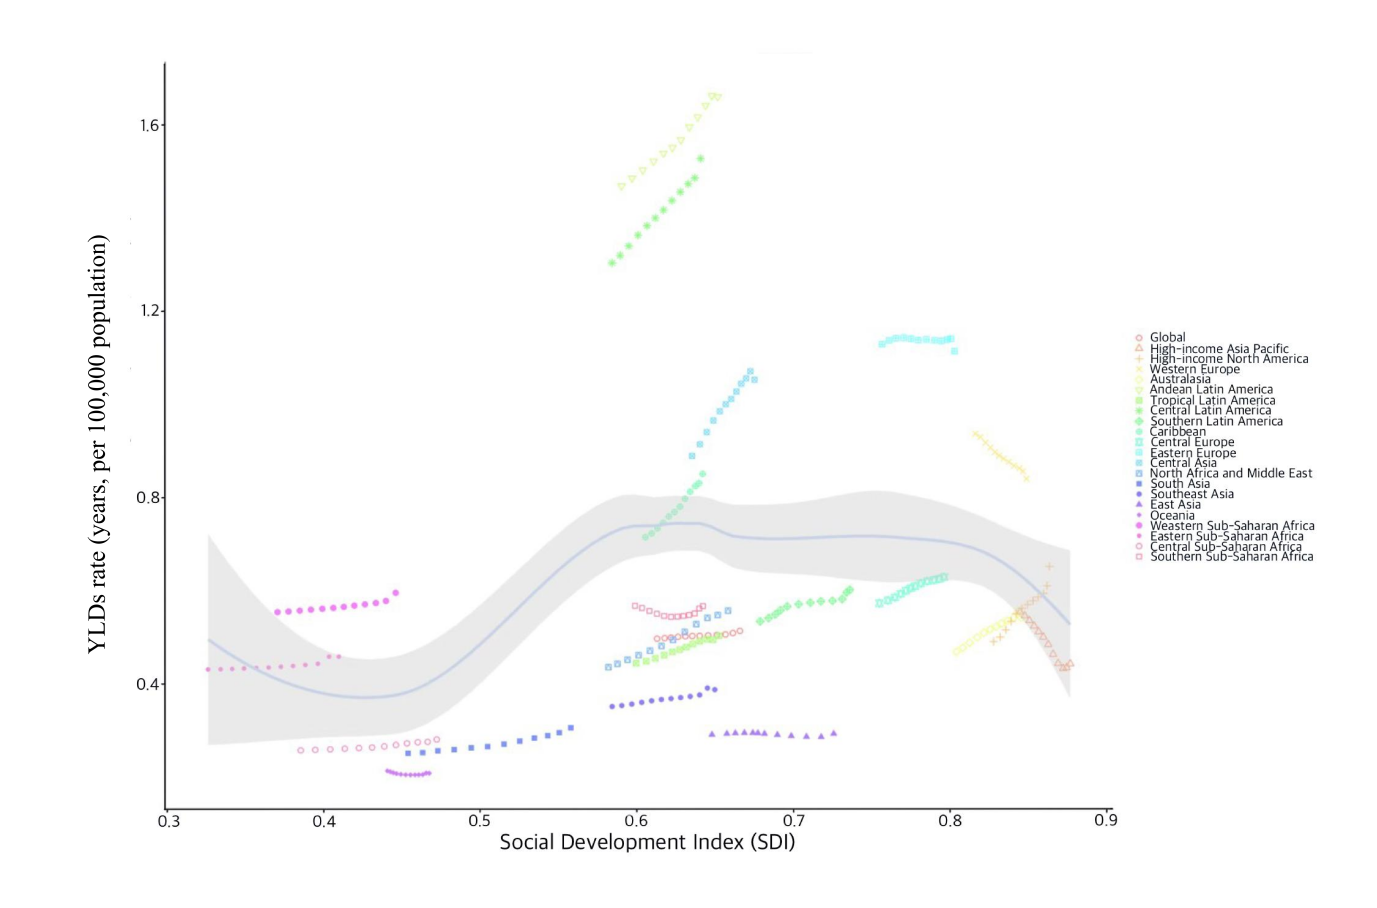 YLDs rate (years, per 100,000 population)
1.6
1.2
0.8
0.4
0.3
0.4
0.5
0.6
0.7
0.8
0.9
Social Development Index (SDI)
Global
High-income Asia Pacific
High-income North America
Western Europe
Australasia
Andean Latin America
Tropical Latin America
Central Latin America
Southern Latin America
Caribbean
Central Europe
Eastern Europe
Central Asia
North Africa and Middle East
South Asia
Southeast Asia
East Asia
Oceania
Weastern Sub-Saharan Africa
Eastern Sub-Saharan Africa
Central Sub-Saharan Africa
Southern Sub-Saharan Africa